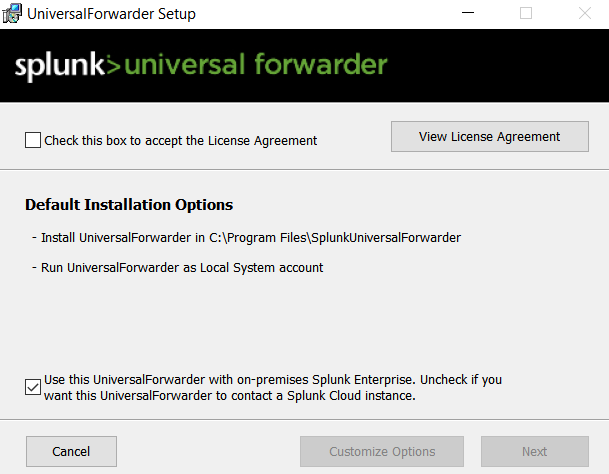 UniversalForwarder Setup
splunk>universal forwarder
Check this box to accept the License Agreement
View License Agreement
Default Installation Options
- Install UniversalForwarder in C:\Program Files\SplunkUniversalForwarder
- Run UniversalForwarder as Local System account
Use this UniversalForwarder with on-premises Splunk Enterprise. Uncheck if you
want this UniversalForwarder to contact a Splunk Cloud instance.
Cancel
Customize Options
Next